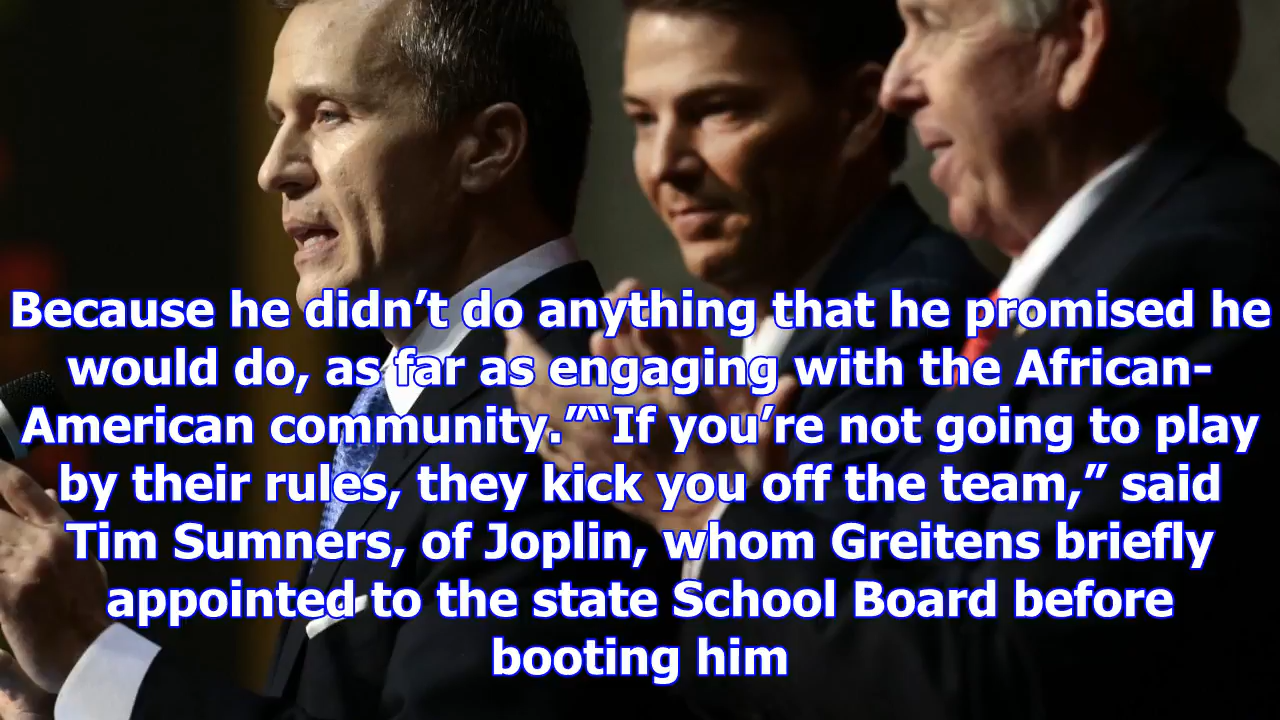 Because he didn’t do anything that he promised he
would do, as far as engaging with the African-
American community.”“If you’re not going to play
by their rules, they kick you off the team,” said
Tim Sumners, of Joplin, whom Greitens briefly
appointed to the state School Board before
booting him